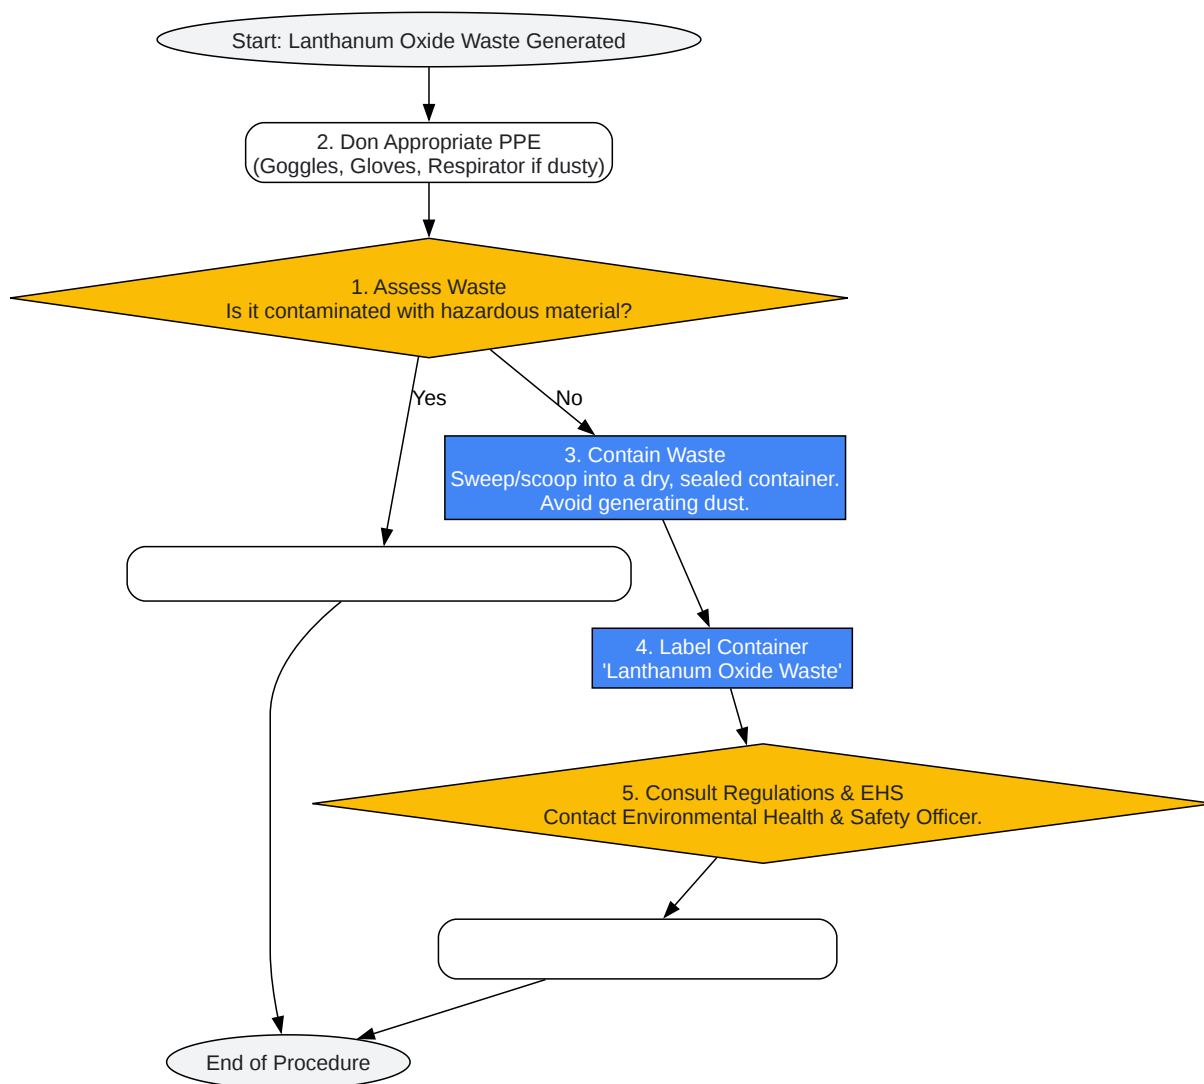 Start: Lanthanum Oxide Waste Generated
2. Don Appropriate PPE
(Goggles, Gloves, Respirator if dusty)
1. Assess Waste
Is it contaminated with hazardous material?
Yes
No
3. Contain Waste
Sweep/scoop into a dry, sealed container.
Avoid generating dust.
4. Label Container
'Lanthanum Oxide Waste'
5. Consult Regulations & EHS
Contact Environmental Health & Safety Officer.
End of Procedure